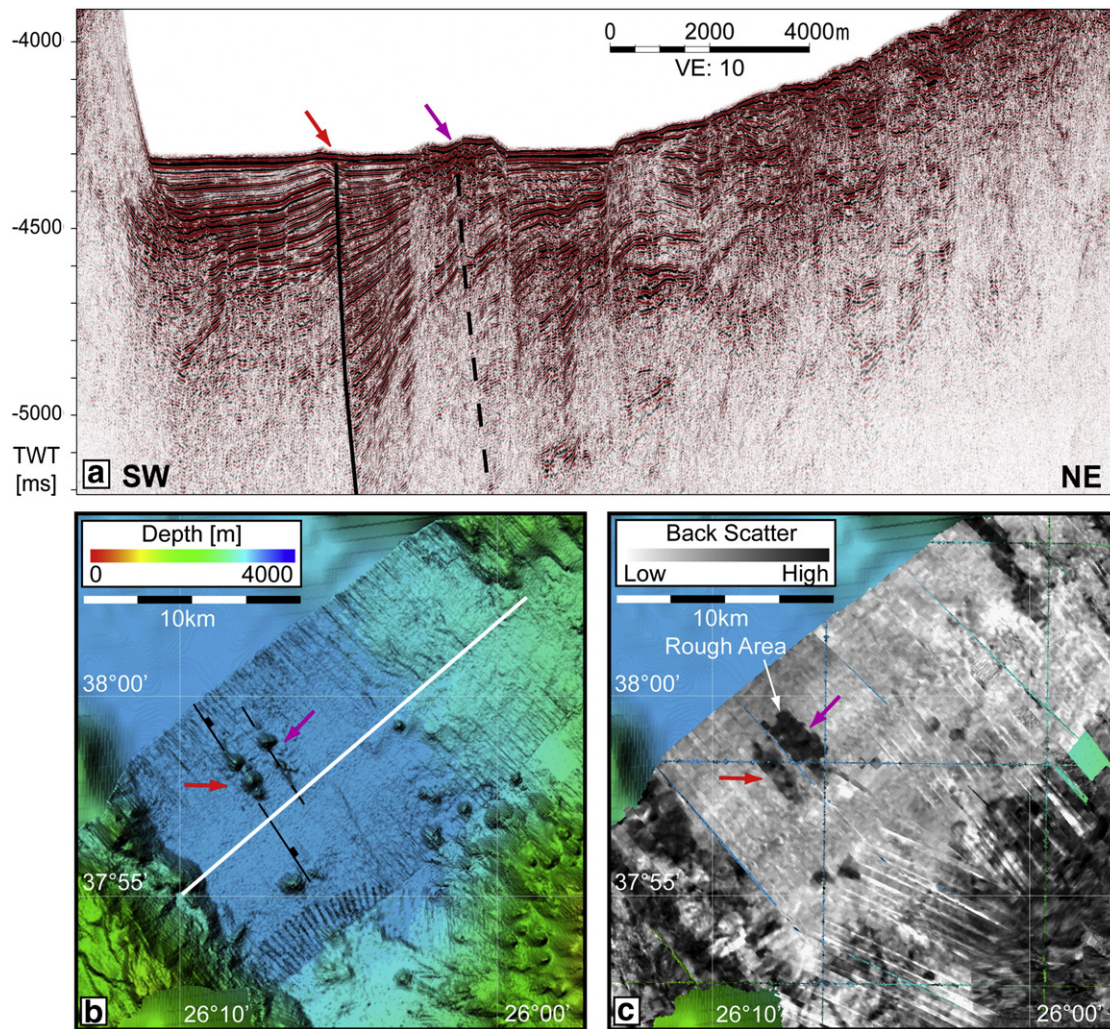 -4000
0 2000 4000m
VE: 10
-4500
-5000
TWT
[ms]
a SW NE
Depth [m]
0 4000
10km
38°00'
37°55'
b 26°10' 26°00'
Back Scatter
Low High
10km
Rough Area
38°00'
37°55'
c 26°10' 26°00'